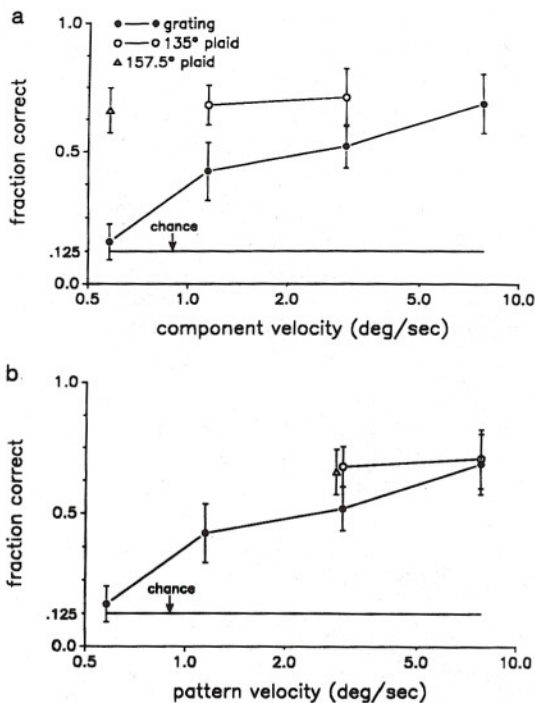 a
1.0
grating
135° plaid
157.5° plaid
fraction correct
0.5
chance
.125
0.0
0.5 1.0 2.0 5.0 10.0
component velocity (deg/sec)
b
1.0
fraction correct
0.5
chance
.125
0.0
0.5 1.0 2.0 5.0 10.0
pattern velocity (deg/sec)